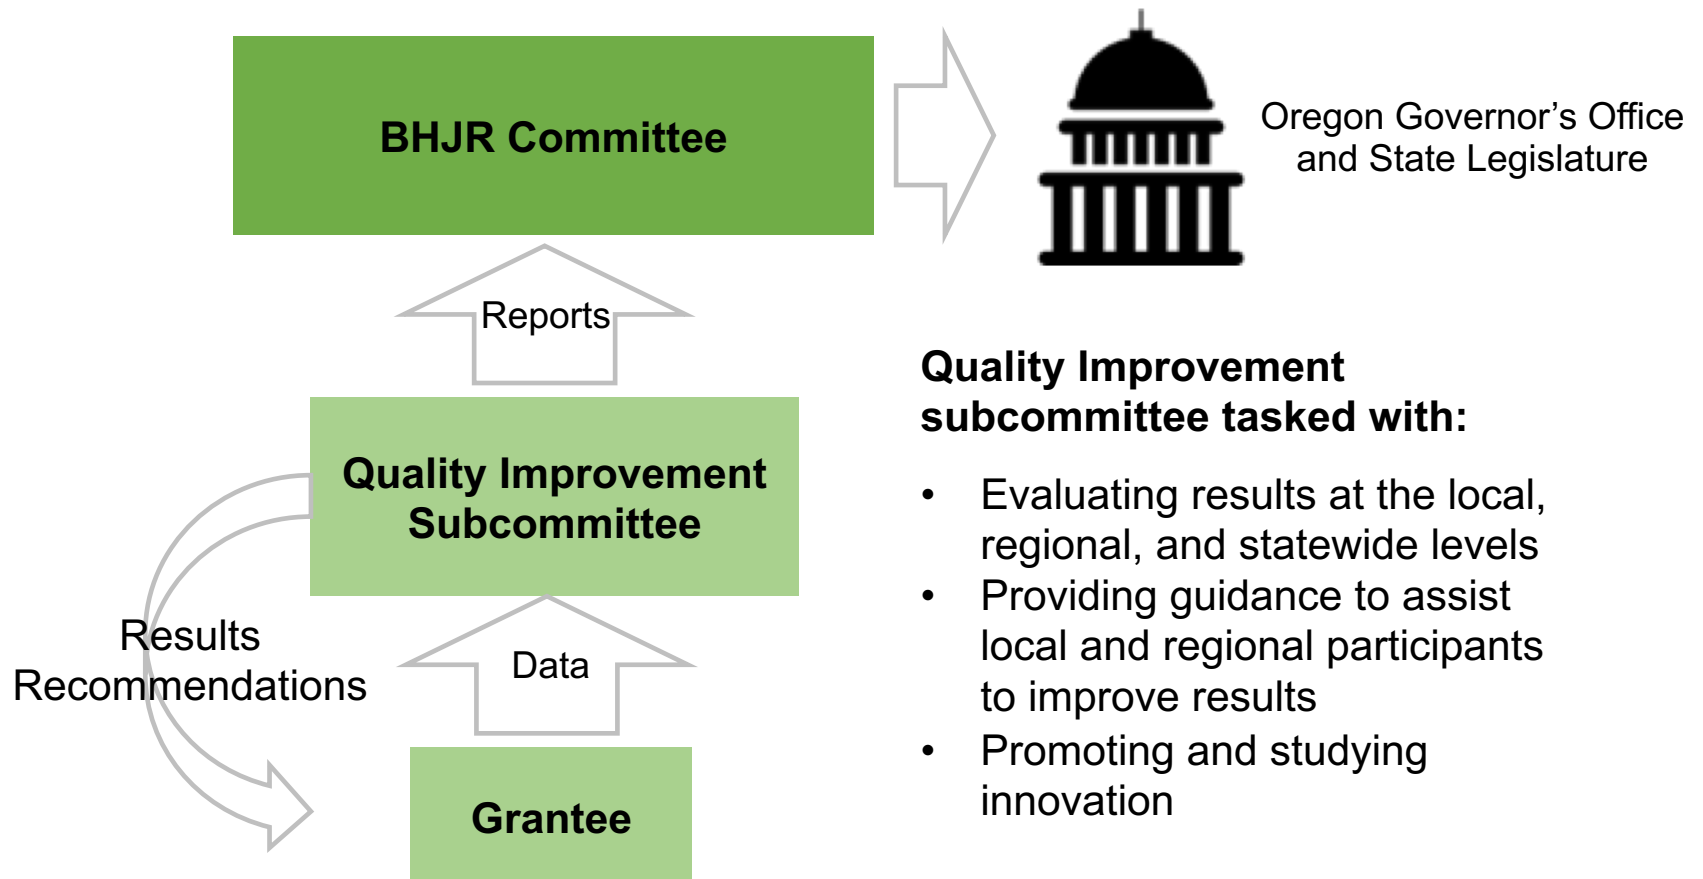 BHJR Committee
Oregon Governor’s Office
and State Legislature
Reports
Quality Improvement
Subcommittee
Results
Recommendations
Data
Grantee
Quality Improvement
subcommittee tasked with:
• Evaluating results at the local,
regional, and statewide levels
• Providing guidance to assist
local and regional participants
to improve results
• Promoting and studying
innovation